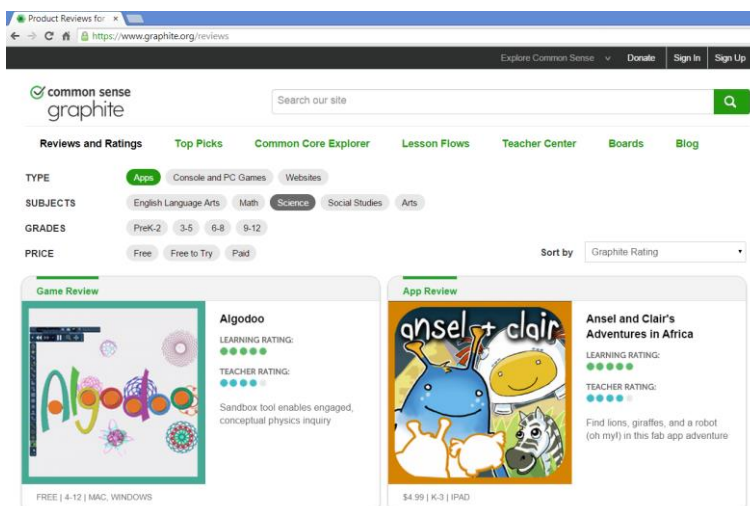 Product Reviews for
https://www.graphite.org/reviews
Explore Common Sense v Donate Sign In Sign Up
common sense
graphite
Search our site
Reviews and Ratings Top Picks Common Core Explorer Lesson Flows Teacher Center Boards Blog
TYPE Apps Console and PC Games Websites
SUBJECTS English Language Arts Math Science Social Studies Arts
GRADES PreK-2 3-5 6-8 9-12
PRICE Free Free to Try Paid Sort by Graphite Rating
Game Review
Algodoo
Algodoo
LEARNING RATING:
TEACHER RATING:
Sandbox tool enables engaged,
conceptual physics inquiry
FREE | 4-12 | MAC, WINDOWS
App Review
ansel + clair
Ansel and Clair's
Adventures in Africa
LEARNING RATING:
TEACHER RATING:
Find lions, giraffes, and a robot
(oh my!) in this fab app adventure
$4.99 | K-3 | IPAD